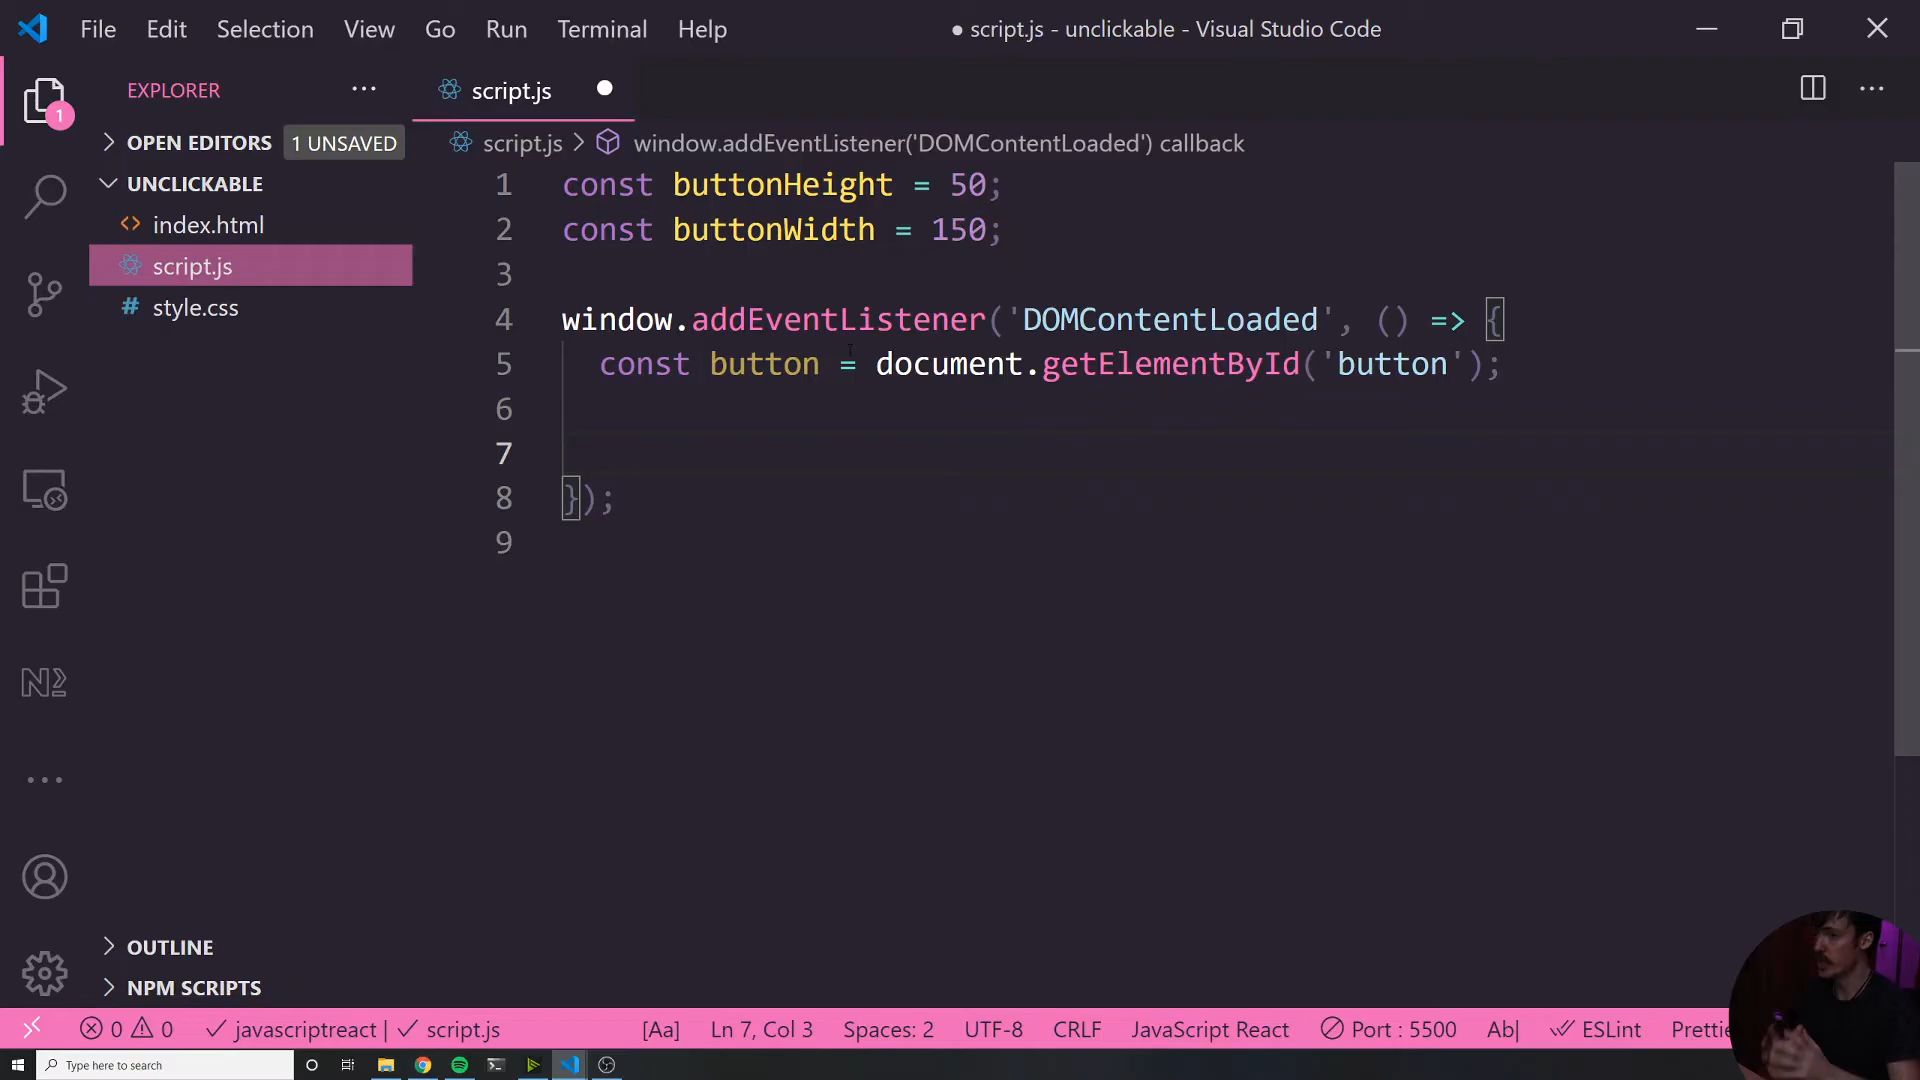 File Edit Selection View Go Run Terminal Help
● script.js - unclickable - Visual Studio Code
EXPLORER
script.js
OPEN EDITORS 1 UNSAVED
script.js > window.addEventListener('DOMContentLoaded') callback
UNCLICKABLE
index.html
script.js
style.css
1 const buttonHeight = 50;
2 const buttonWidth = 150;
3
4 window.addEventListener('DOMContentLoaded', () => {
5 const button = document.getElementById('button');
6
7
8 });
9
1
OUTLINE
NPM SCRIPTS
0 0 javascriptreact | script.js [Aa] Ln 7, Col 3 Spaces: 2 UTF-8 CRLF JavaScript React Port : 5500 Ab| ESLint
Type here to search